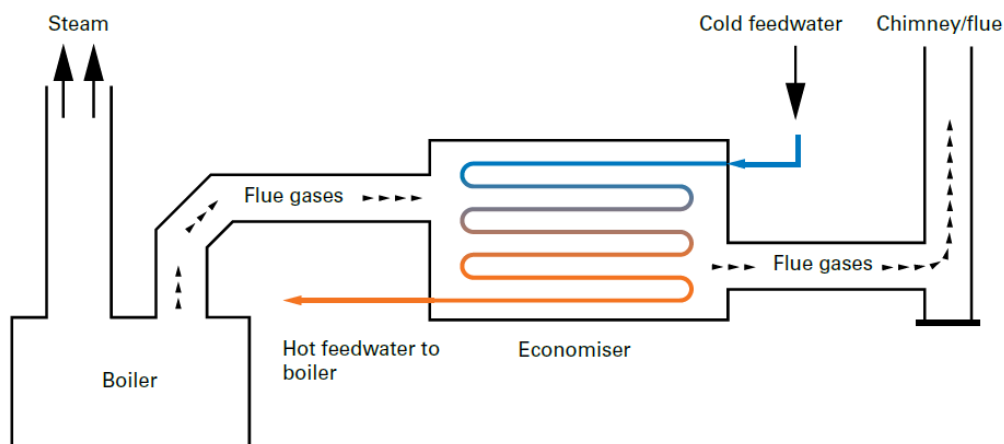 Steam
Cold feedwater
Chimney/flue
Flue gases
Flue gases
Hot feedwater to
boiler
Economiser
Boiler